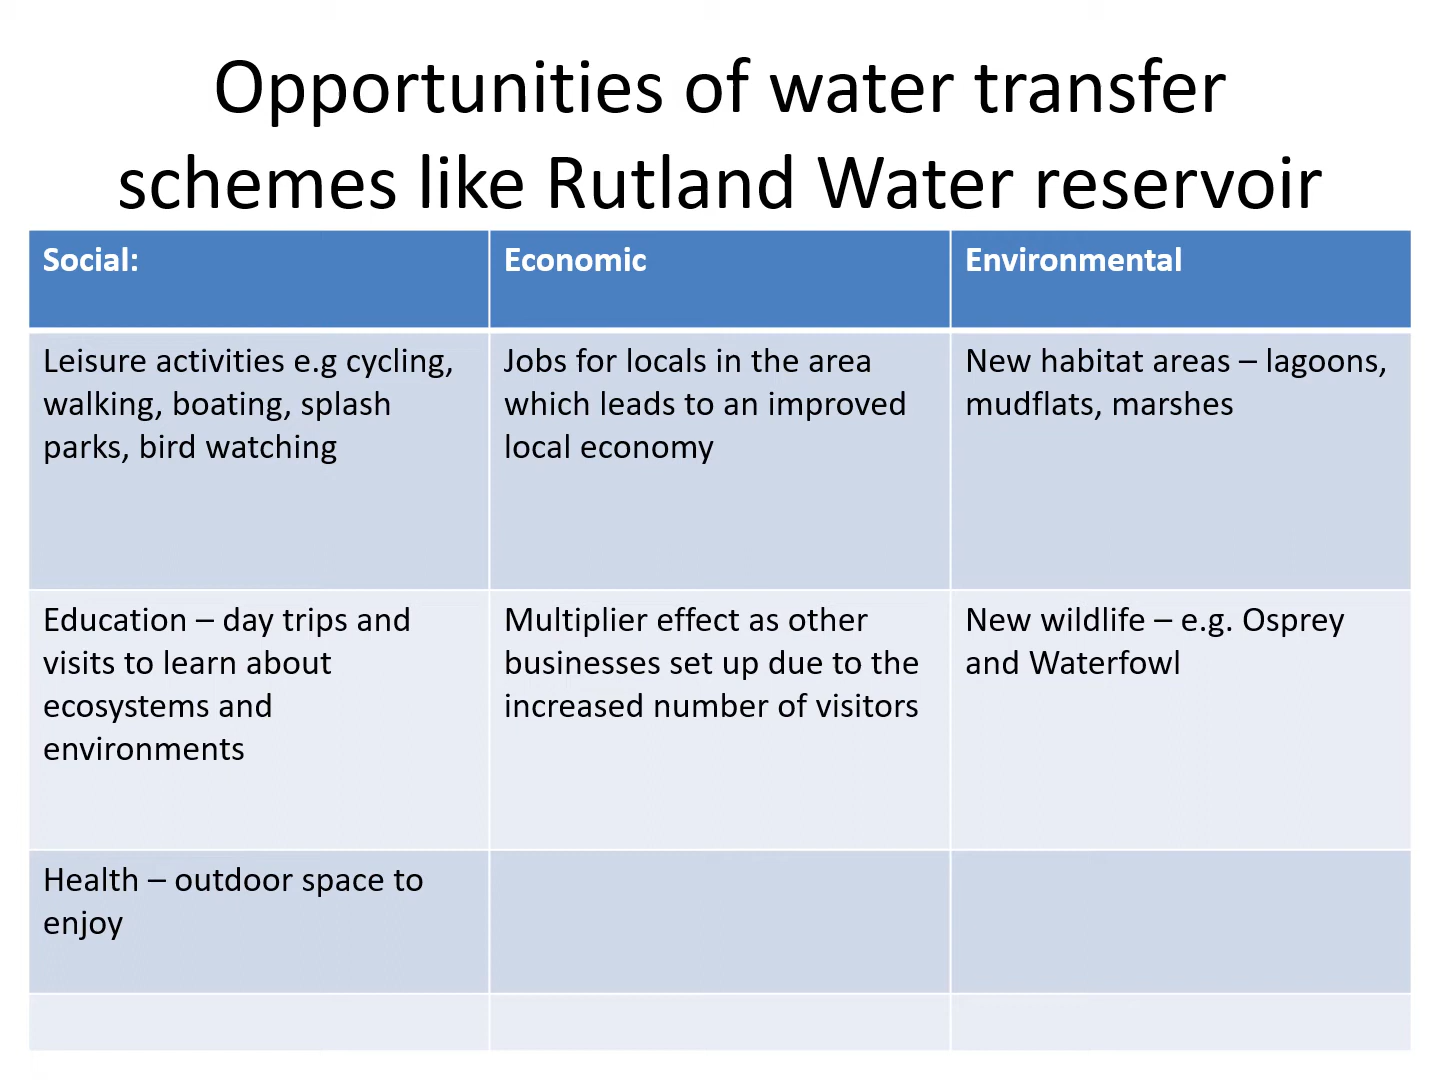 Opportunities of water transfer
schemes like Rutland Water reservoir
Social:
Economic
Environmental
Leisure activities e.g cycling,
walking, boating, splash
parks, bird watching
Jobs for locals in the area
which leads to an improved
local economy
New habitat areas – lagoons,
mudflats, marshes
Education – day trips and
visits to learn about
ecosystems and
environments
Multiplier effect as other
businesses set up due to the
increased number of visitors
New wildlife – e.g. Osprey
and Waterfowl
Health – outdoor space to
enjoy